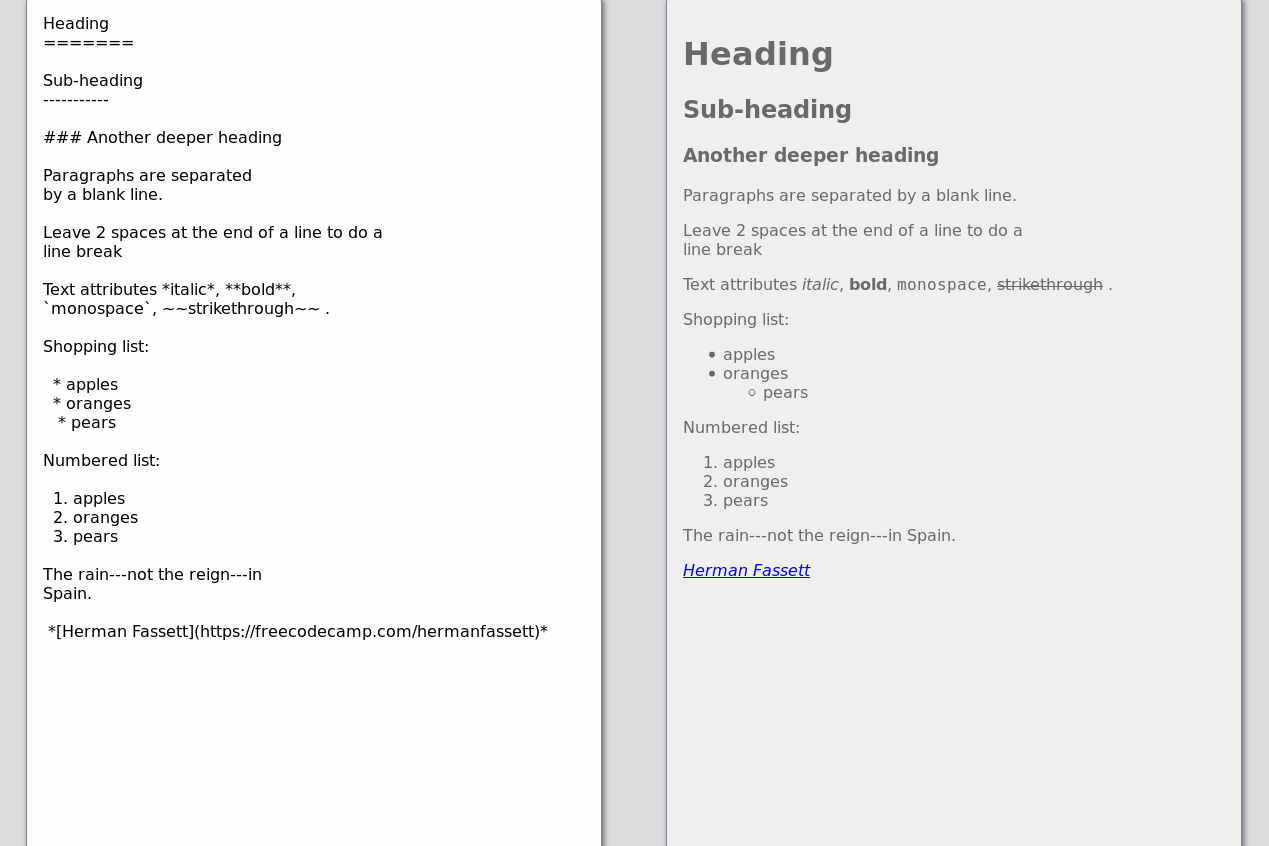 Heading
=======
Sub-heading
-----------
### Another deeper heading
Paragraphs are separated
by a blank line.
Leave 2 spaces at the end of a line to do a
line break
Text attributes *italic*, **bold**,
`monospace`, ~~strikethrough~~ .
Shopping list:
* apples
* oranges
* pears
Numbered list:
1. apples
2. oranges
3. pears
The rain---not the reign---in
Spain.
*[Herman Fassett](https://freecodecamp.com/hermanfassett)*
Heading
Sub-heading
Another deeper heading
Paragraphs are separated by a blank line.
Leave 2 spaces at the end of a line to do a
line break
Text attributes italic, bold, monospace, strikethrough .
Shopping list:
• apples
• oranges
◦ pears
Numbered list:
1. apples
2. oranges
3. pears
The rain---not the reign---in Spain.
Herman Fassett